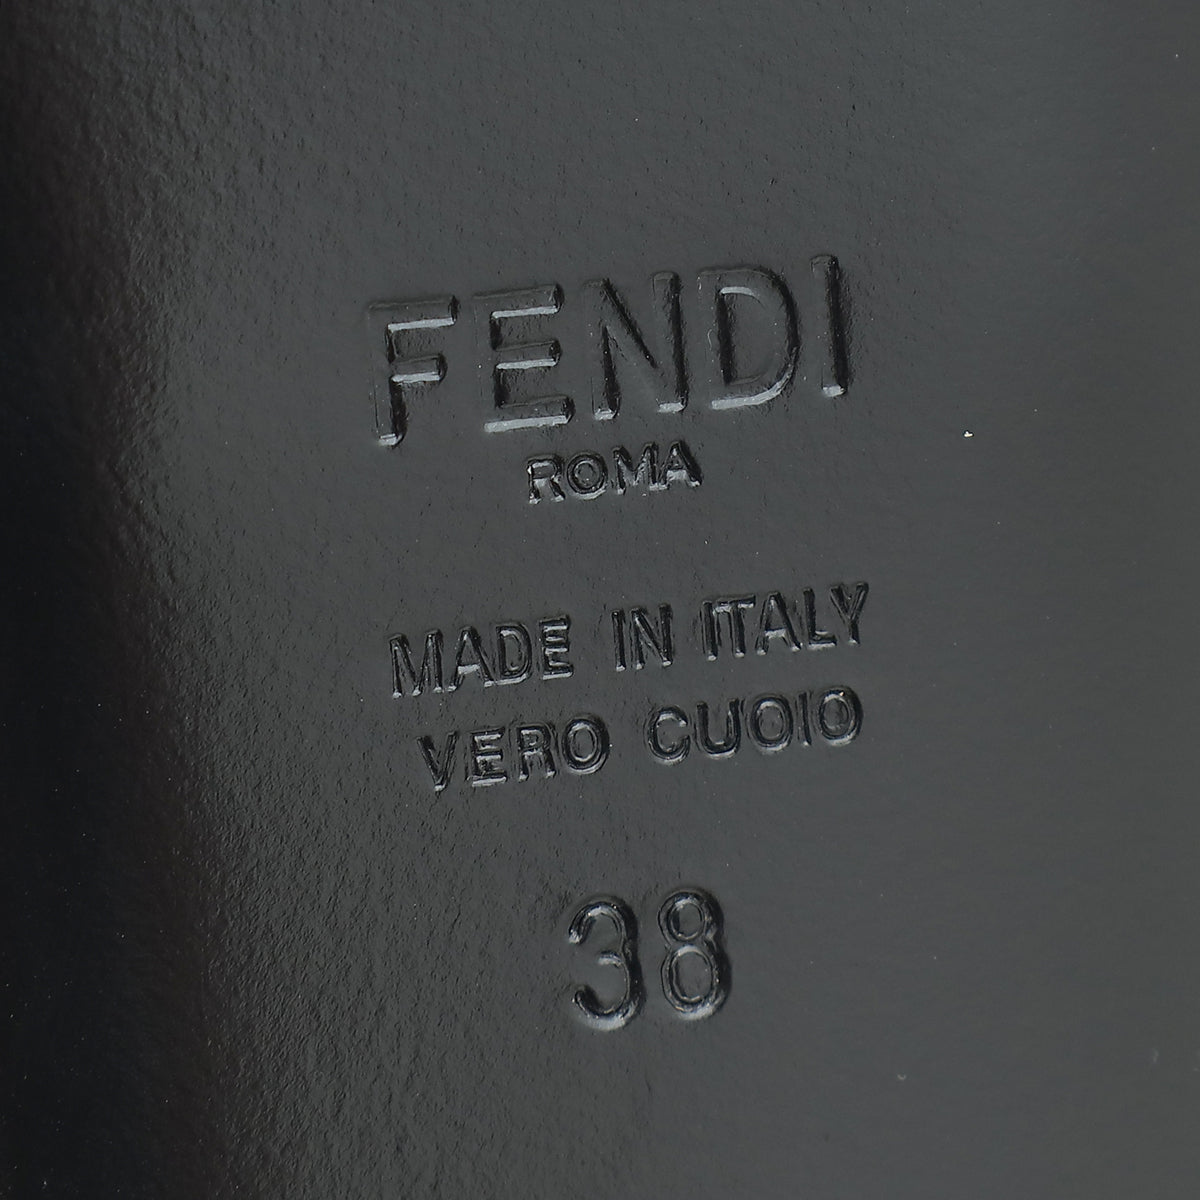 FENDI
ROMA
MADE IN ITALY
VERO CUOIO
38